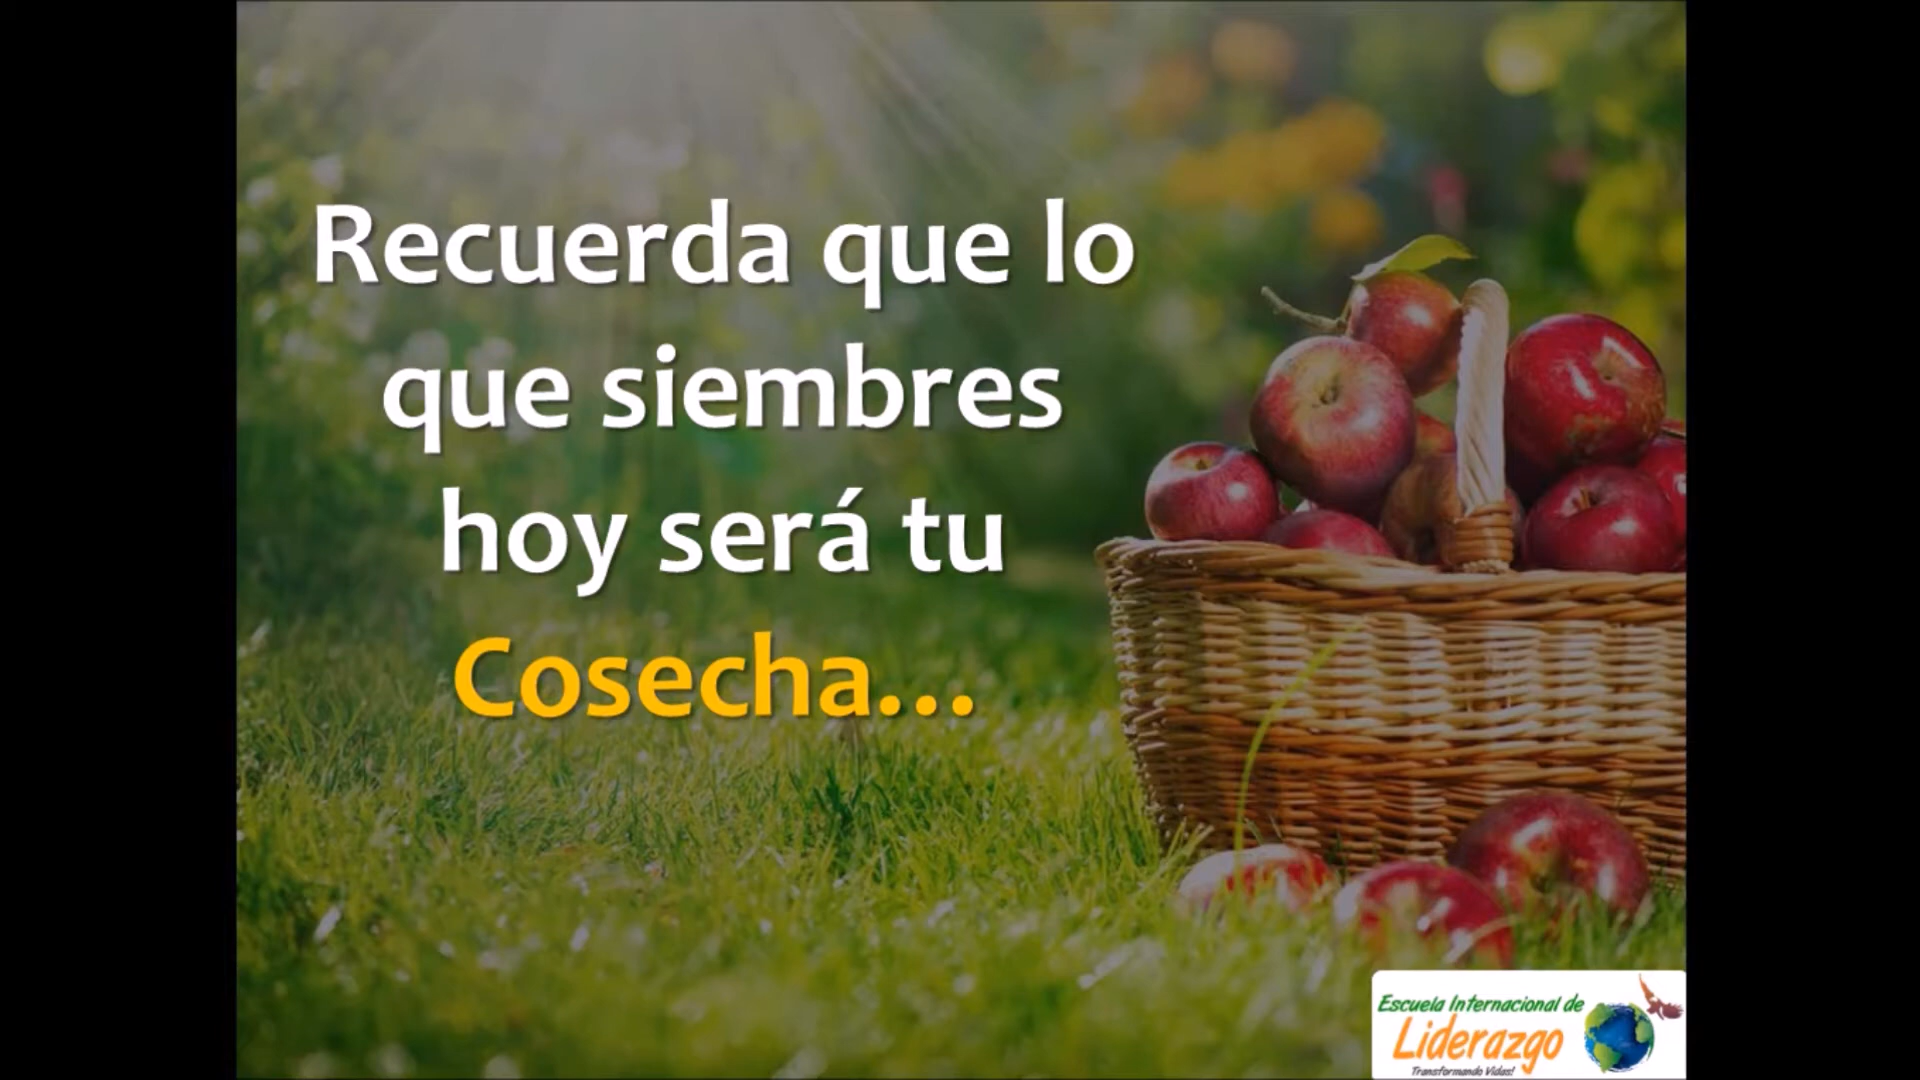 Recuerda que lo
que siembres
hoy será tu
Cosecha...
Escuela Internacional de
Liderazgo
Transformando Vidas!